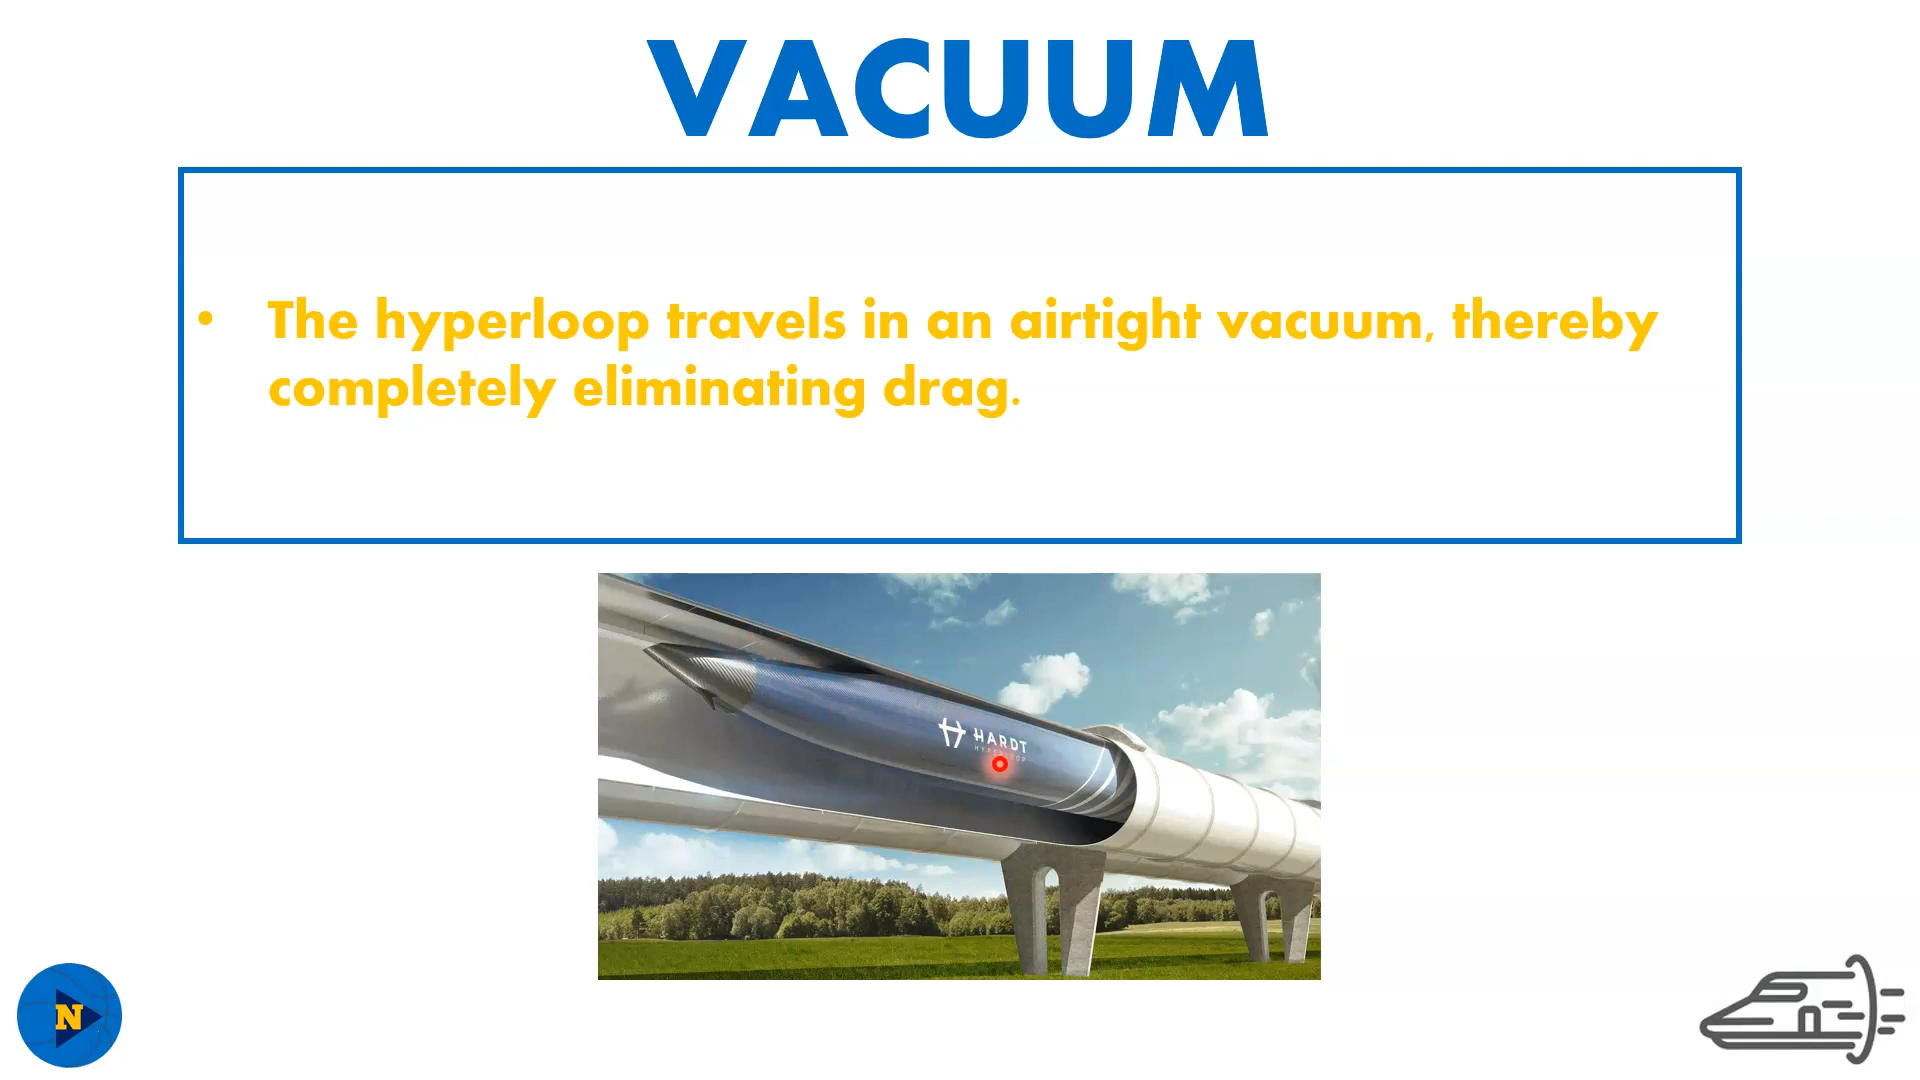 VACUUM
• The hyperloop travels in an airtight vacuum, thereby
completely eliminating drag.
HARDT
N